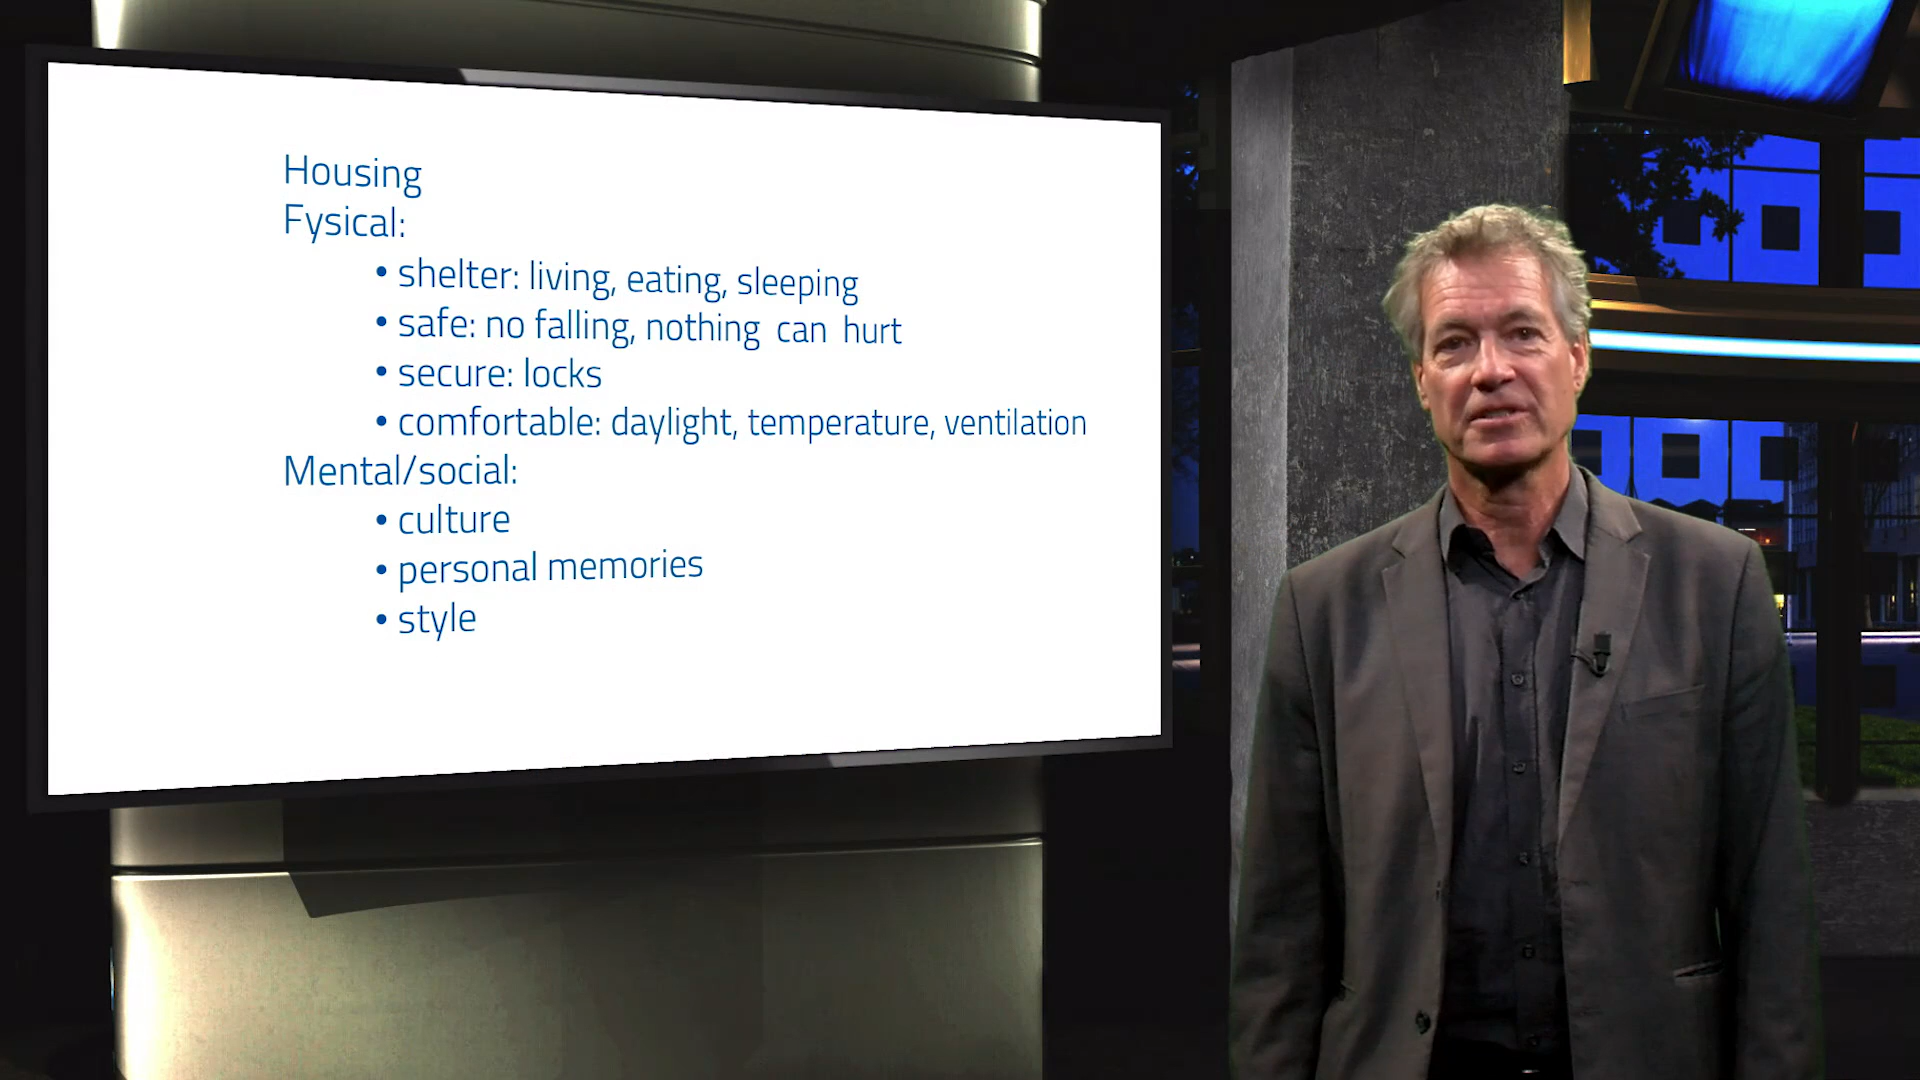 Housing
Fysical:
• shelter: living, eating, sleeping
• safe: no falling, nothing can hurt
• secure: locks
• comfortable: daylight, temperature, ventilation
Mental/social:
• culture
• personal memories
• style